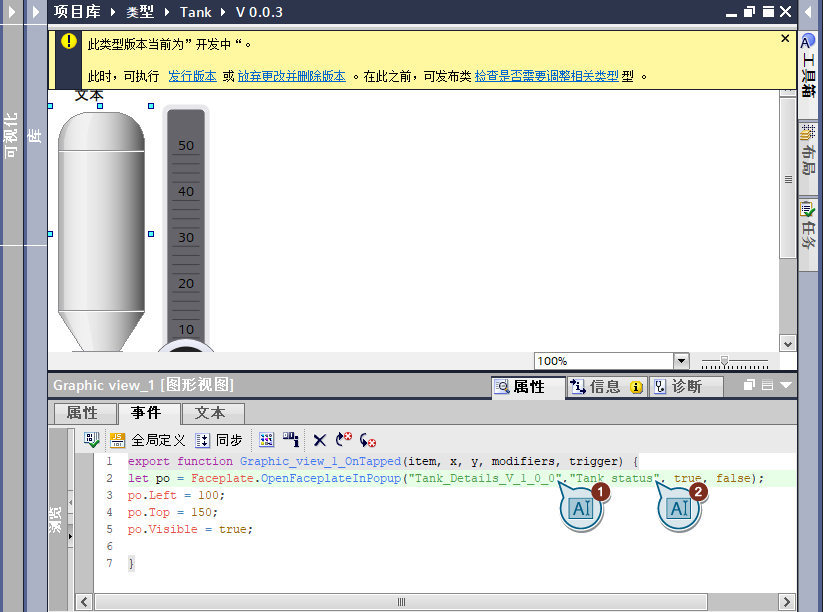 项目库 ▸ 类型 ▸ Tank ▸ V 0.0.3
此类型版本当前为”开发中“。
此时，可执行 发行版本 或 放弃更改并删除版本 。在此之前，可发布类 检查是否需要调整相关类型 型 。
可视化
库
工具箱
布局
任务
文本
50
40
30
20
10
100%
Graphic view_1 [图形视图]
属性
信息
诊断
属性
事件
文本
全局定义
同步
浏览
1 export function Graphic_view_1_OnTapped(item, x, y, modifiers, trigger) {
2 let po = Faceplate.OpenFaceplateInPopup("Tank_Details_V_1_0_0","Tank status", true, false);
3 po.Left = 100;
4 po.Top = 150;
5 po.Visible = true;
6
7 }
AI 1
AI 2